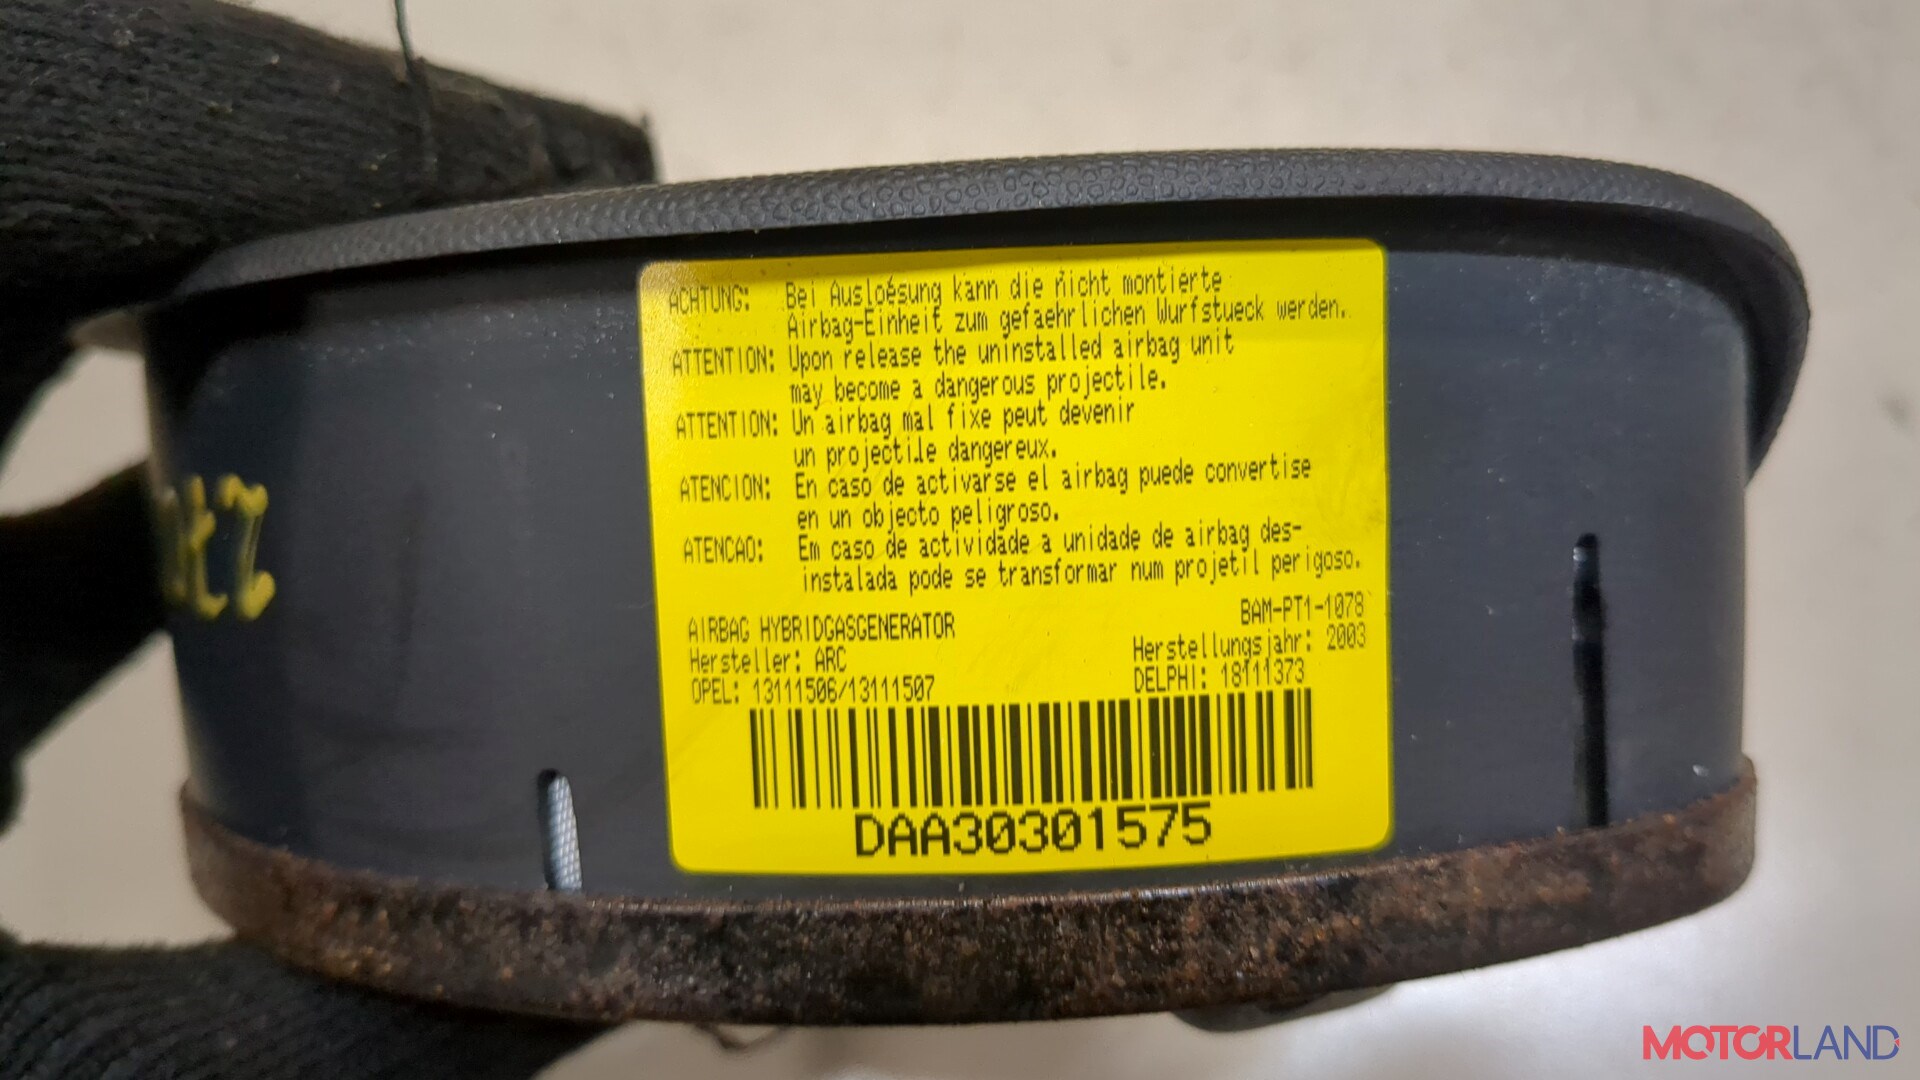 ACHTUNG: Bei Ausloesung kann die nicht montierte
Airbag-Einheit zum gefaehrlichen Wurfstueck werden.
ATTENTION: Upon release the uninstalled airbag unit
may become a dangerous projectile.
ATTENTION: Un airbag mal fixe peut devenir
un projectile dangereux.
ATENCION: En caso de activarse el airbag puede convertise
en un objecto peligroso.
ATENCAO: Em caso de actividade a unidade de airbag des-
instalada pode se transformar num projetil perigoso.
AIRBAG HYBRIDGASGENERATOR BAM-PT1-1078
Hersteller: ARC Herstellungsjahr: 2003
OPEL: 13111506/13111507 DELPHI: 18111373
DAA30301575
MOTORLAND